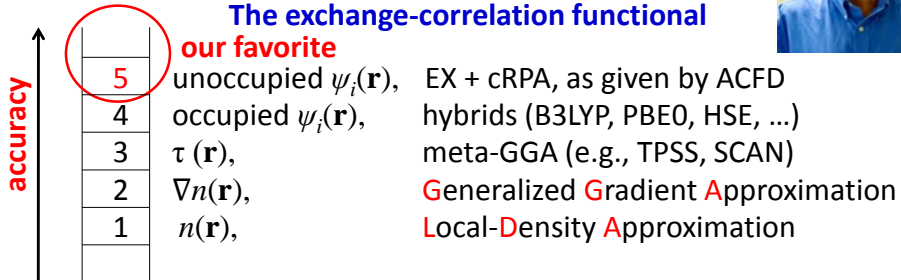 The exchange-correlation functional
our favorite
accuracy
5 unoccupied ψᵢ(r), EX + cRPA, as given by ACFD
4 occupied ψᵢ(r), hybrids (B3LYP, PBE0, HSE, ...)
3 τ (r), meta-GGA (e.g., TPSS, SCAN)
2 ∇n(r), Generalized Gradient Approximation
1 n(r), Local-Density Approximation